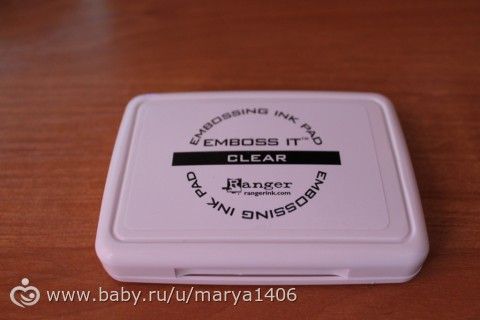 EMBOSSING INK PAD
EMBOSS IT™
CLEAR
Ranger
rangerink.com
EMBOSSING INK PAD
www.baby.ru/u/marya1406